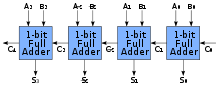 A₃ B₃ A₂ B₂ A₁ B₁ A₀ B₀
1-bit Full Adder
1-bit Full Adder
1-bit Full Adder
1-bit Full Adder
C₄ C₃ C₂ C₁ C₀
S₃ S₂ S₁ S₀